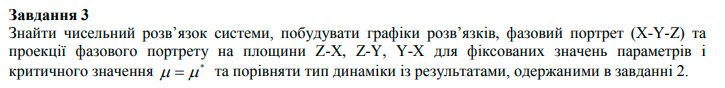 Завдання 3
Знайти чисельний розв’язок системи, побудувати графіки розв’язків, фазовий портрет (X-Y-Z) та
проекції фазового портрету на площини Z-X, Z-Y, Y-X для фіксованих значень параметрів і
критичного значення μ = μ* та порівняти тип динаміки із результатами, одержаними в завданні 2.